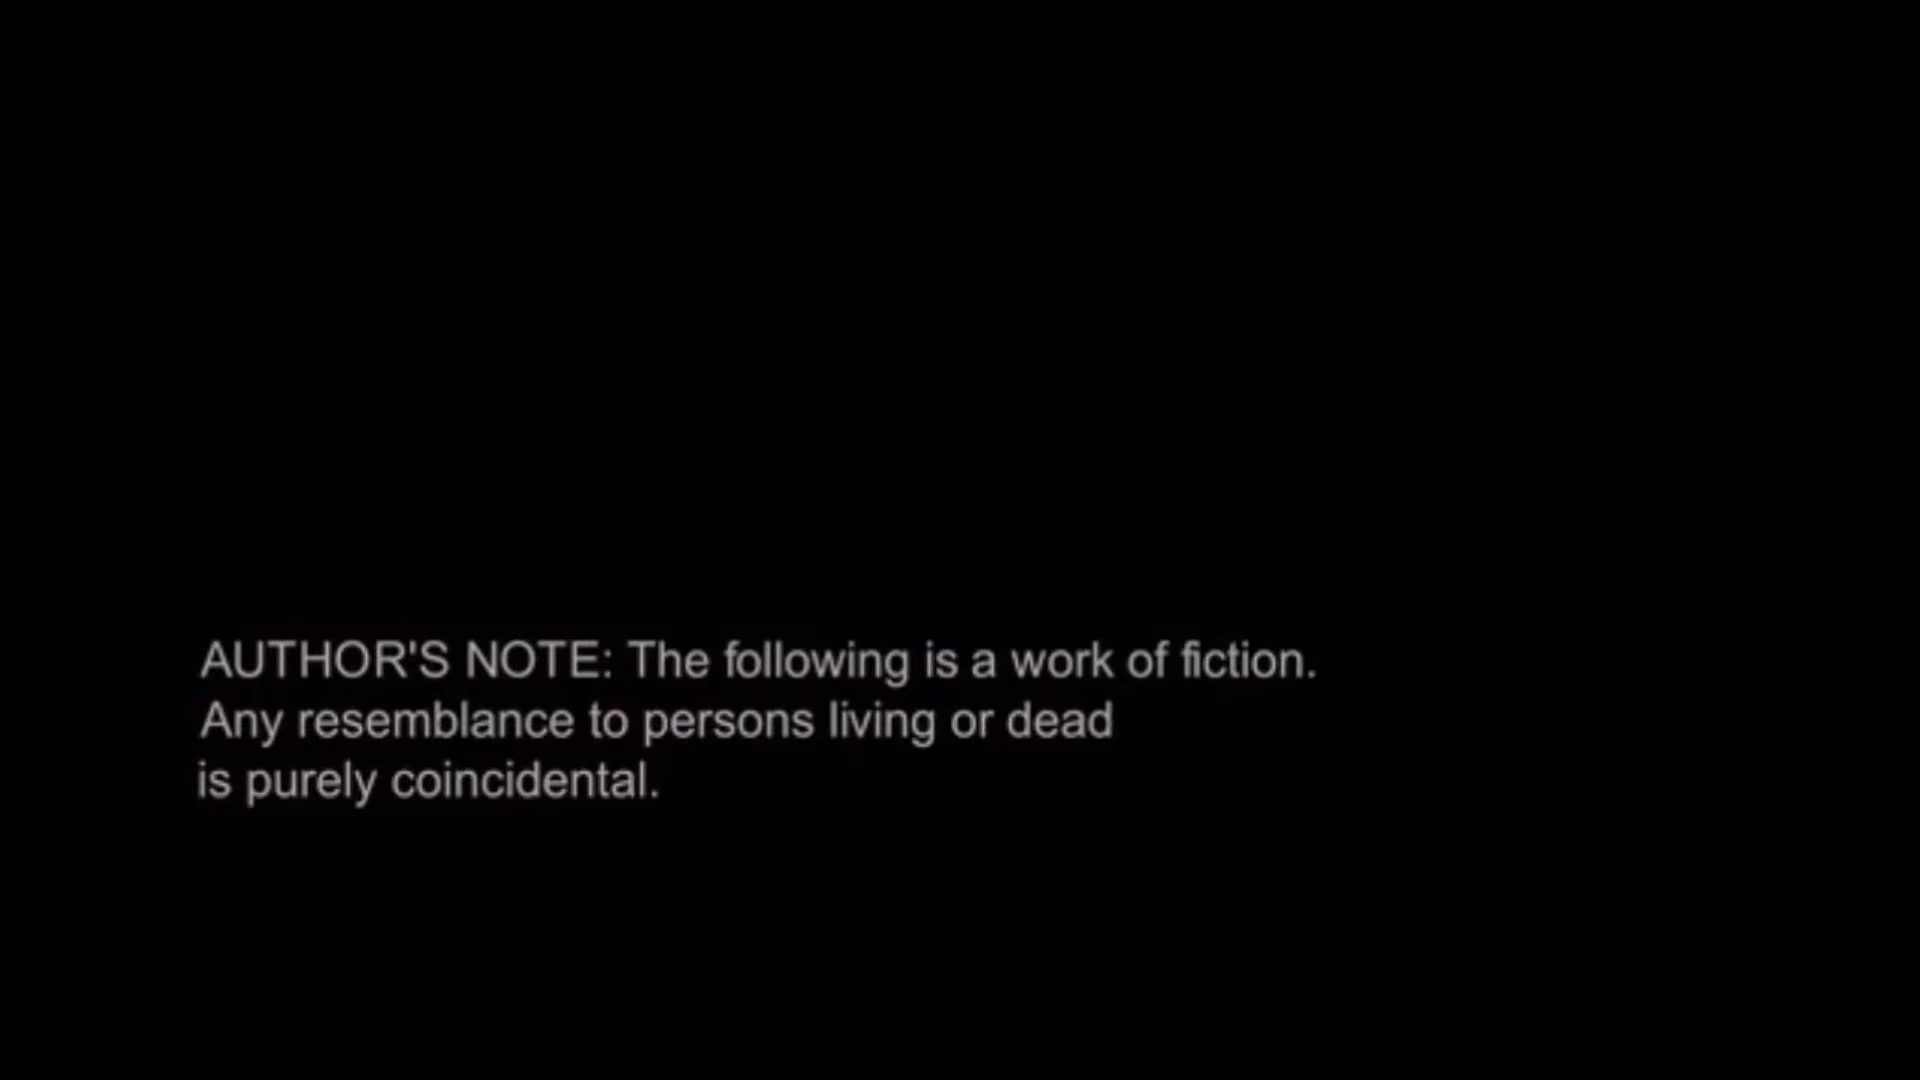 AUTHOR'S NOTE: The following is a work of fiction.
Any resemblance to persons living or dead
is purely coincidental.